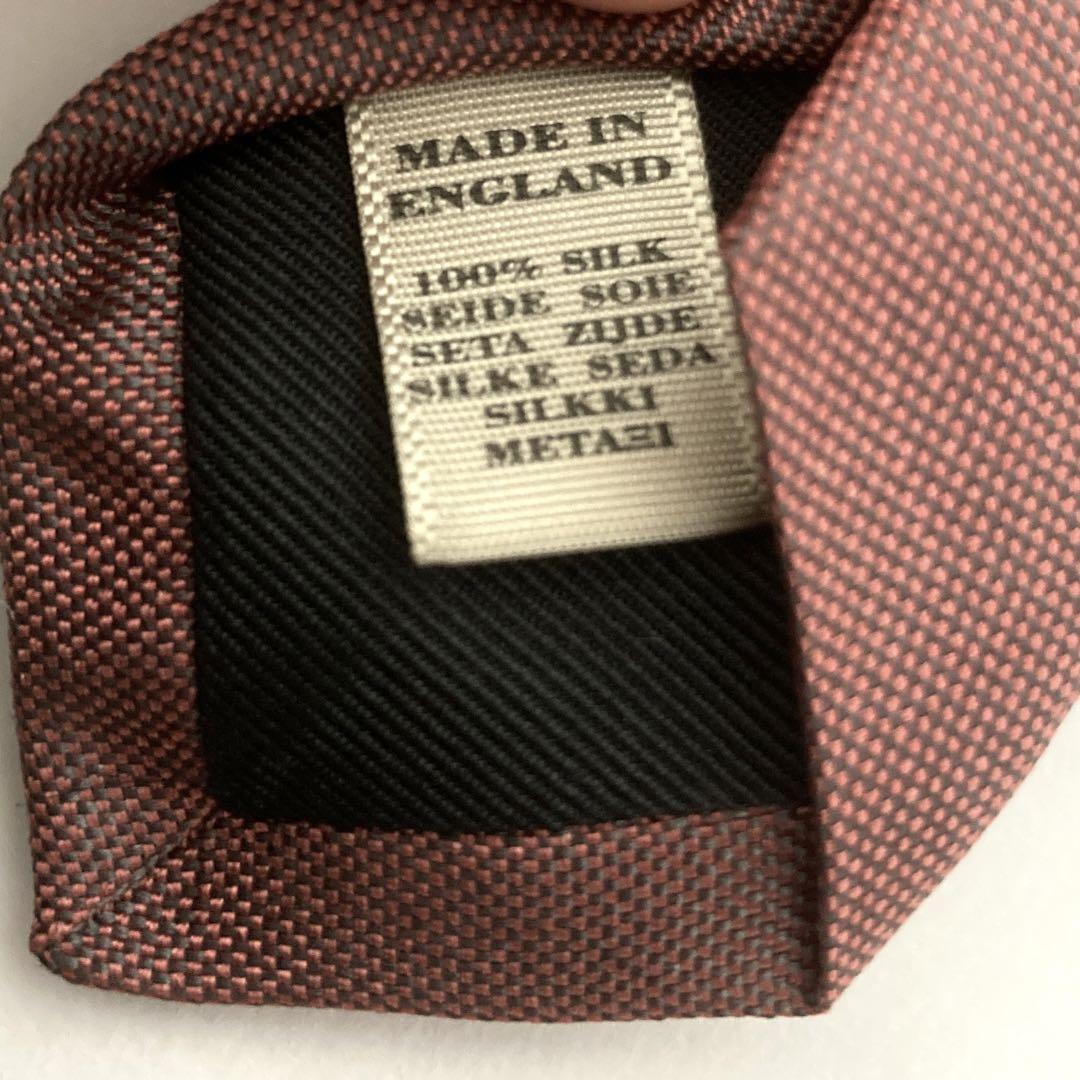 MADE IN
ENGLAND
100% SILK
SEIDE SOIE
SETA ZIJDE
SILKE SEDA
SILKKI
ΜΕΤΑΞΙ